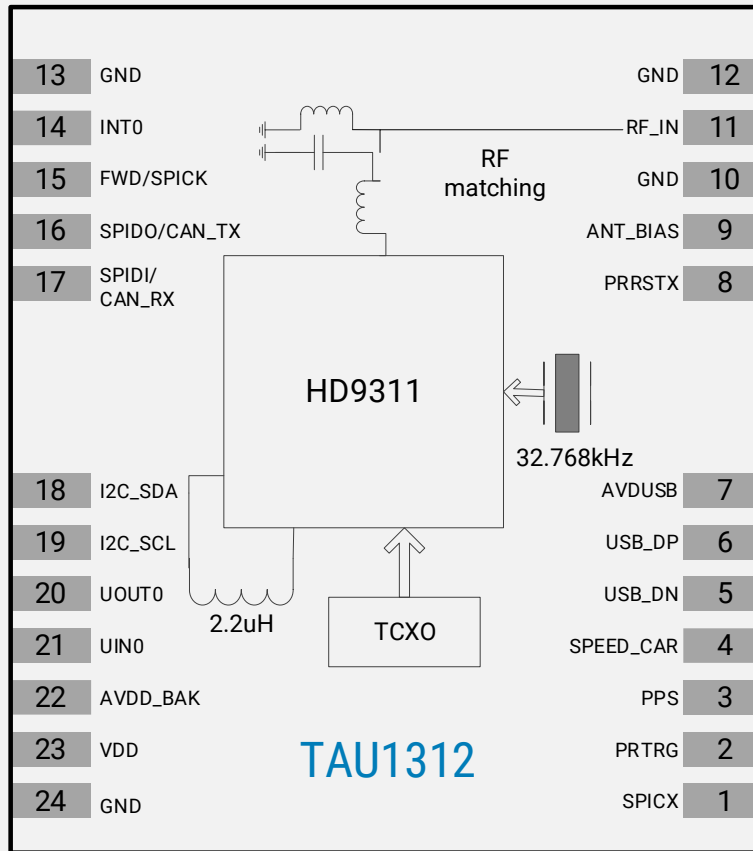 13 GND
14 INT0
15 FWD/SPICK
16 SPIDO/CAN_TX
17 SPIDI/
CAN_RX
18 I2C_SDA
19 I2C_SCL
20 UOUT0
21 UIN0
22 AVDD_BAK
23 VDD
24 GND
RF
matching
HD9311
32.768kHz
2.2uH
TCXO
TAU1312
GND 12
RF_IN 11
GND 10
ANT_BIAS 9
PRRSTX 8
AVDUSB 7
USB_DP 6
USB_DN 5
SPEED_CAR 4
PPS 3
PRTRG 2
SPICX 1